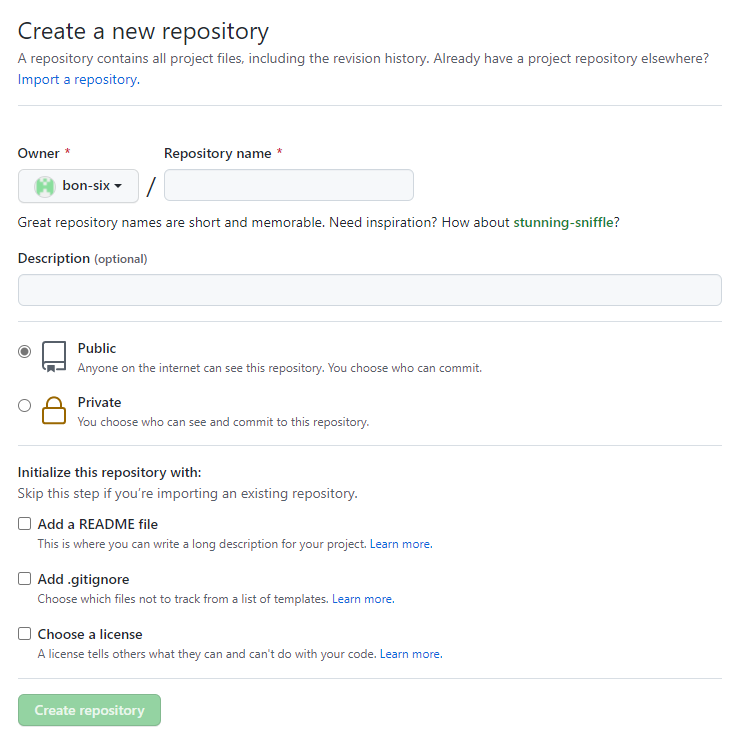 Create a new repository
A repository contains all project files, including the revision history. Already have a project repository elsewhere?
Import a repository.
Owner * Repository name *
bon-six /
Great repository names are short and memorable. Need inspiration? How about stunning-sniffle?
Description (optional)
Public
Anyone on the internet can see this repository. You choose who can commit.
Private
You choose who can see and commit to this repository.
Initialize this repository with:
Skip this step if you're importing an existing repository.
Add a README file
This is where you can write a long description for your project. Learn more.
Add .gitignore
Choose which files not to track from a list of templates. Learn more.
Choose a license
A license tells others what they can and can't do with your code. Learn more.
Create repository